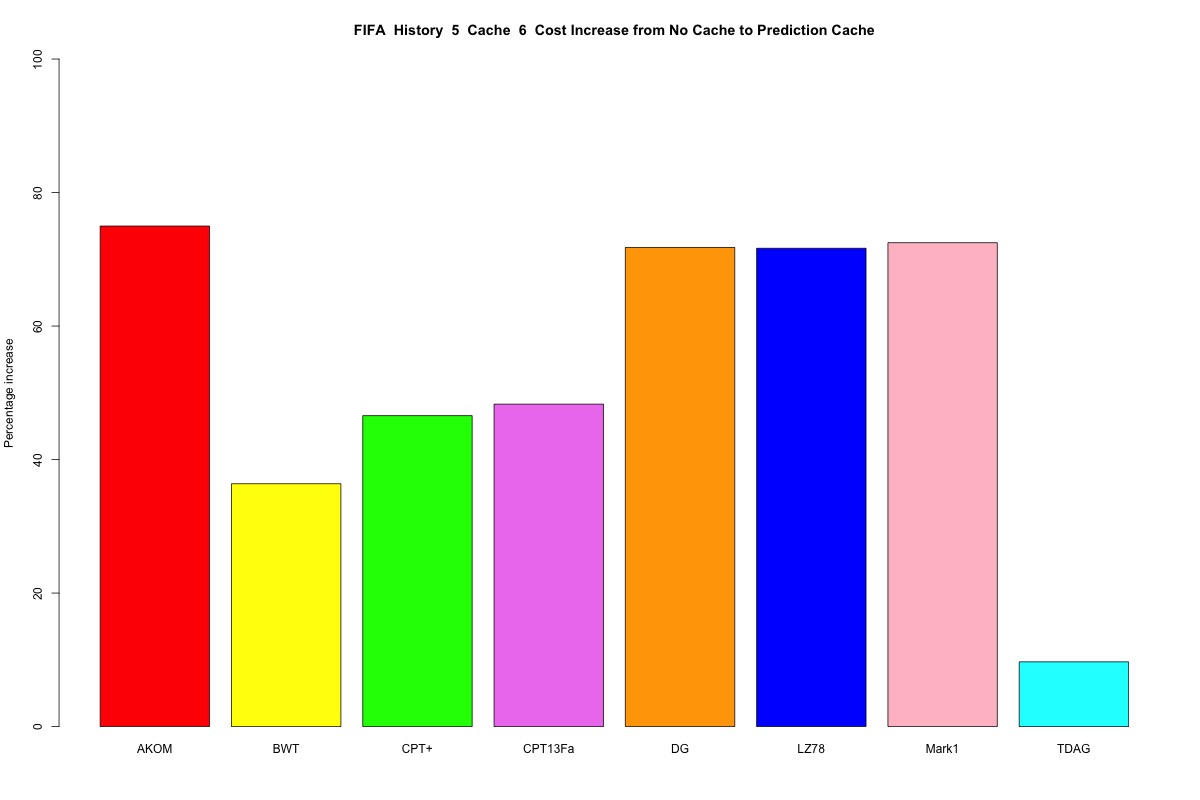 FIFA  History  5  Cache  6  Cost Increase from No Cache to Prediction Cache
100
80
60
40
20
0
Percentage increase
AKOM BWT CPT+ CPT13Fa DG LZ78 Mark1 TDAG